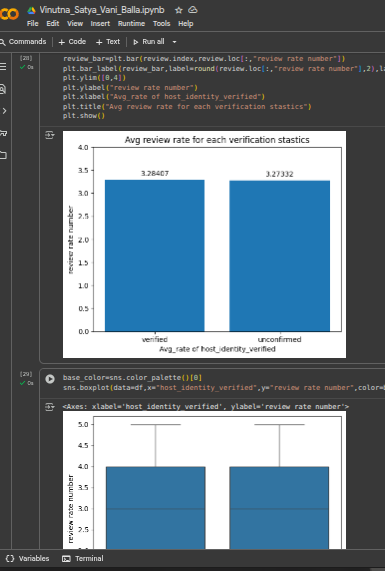 Vinutna_Satya_Vani_Balla.ipynb
File Edit View Insert Runtime Tools Help
Commands + Code + Text Run all
[28]
0s
review_bar=plt.bar(review.index,review.loc[:,"review rate number"])
plt.bar_label(review_bar,label=round(review.loc[:,"review rate number"],2),la
plt.ylim([0,4])
plt.ylabel("review rate number")
plt.xlabel("Avg_rate of host_identity_verified")
plt.title("Avg review rate for each verification stastics")
plt.show()
Avg review rate for each verification stastics
4.0
3.5
3.28407 3.27332
3.0
2.5
2.0
1.5
1.0
0.5
0.0
review rate number
verified unconfirmed
Avg_rate of host_identity_verified
[29]
0s
base_color=sns.color_palette()[0]
sns.boxplot(data=df,x="host_identity_verified",y="review rate number",color=
<Axes: xlabel='host_identity_verified', ylabel='review rate number'>
5.0
4.5
4.0
3.5
3.0
2.5
review rate number
Variables Terminal